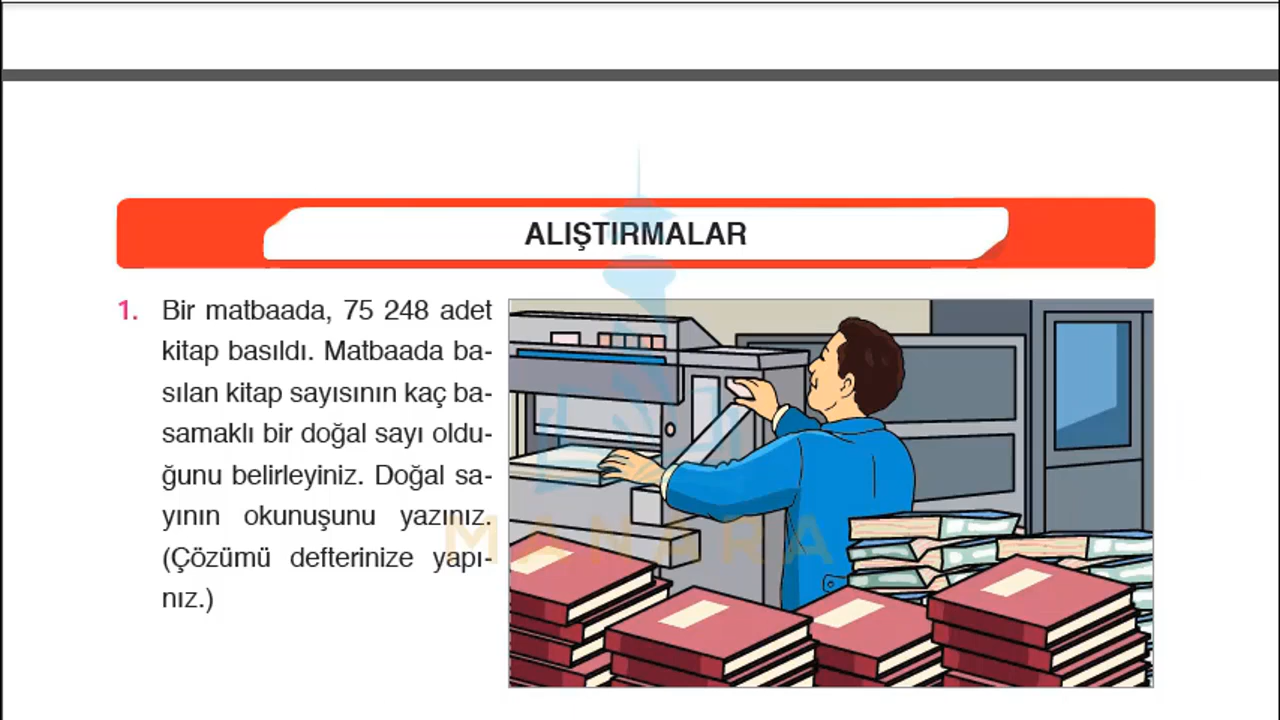 ALIŞTIRMALAR
1. Bir matbaada, 75 248 adet
kitap basıldı. Matbaada ba-
sılan kitap sayısının kaç ba-
samaklı bir doğal sayı oldu-
ğunu belirleyiniz. Doğal sa-
yının okunuşunu yazınız.
(Çözümü defterinize yapı-
nız.)
MANARA